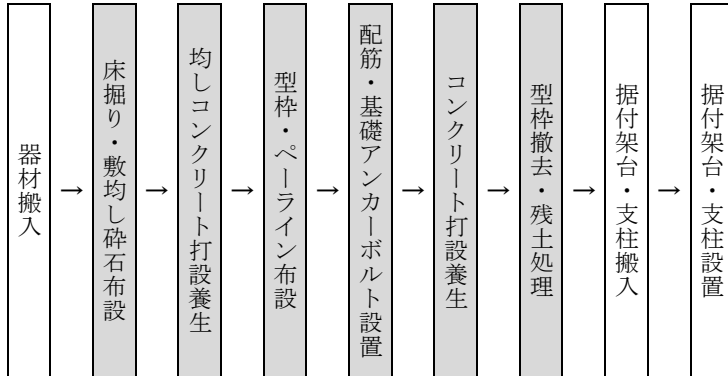 器材搬入
→
床掘り・敷均し砕石布設
→
均しコンクリート打設養生
→
型枠・ペーライン布設
→
配筋・基礎アンカーボルト設置
→
コンクリート打設養生
→
型枠撤去・残土処理
→
据付架台・支柱搬入
→
据付架台・支柱設置